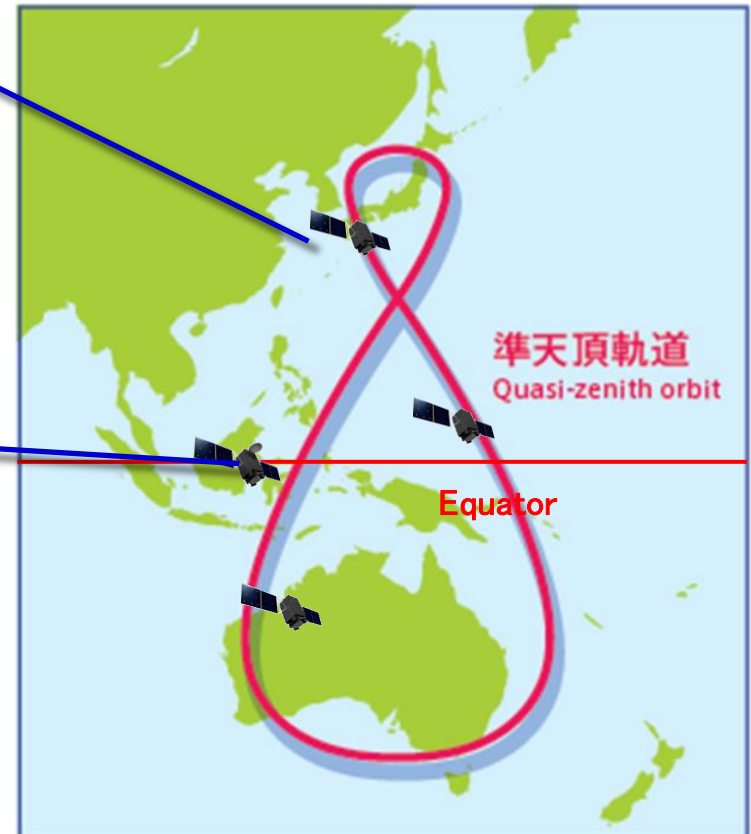 準天頂軌道
Quasi-zenith orbit
Equator